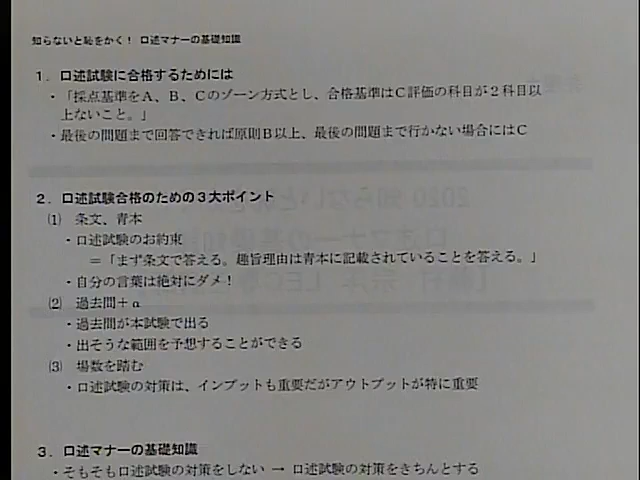 知らないと恥をかく！ 口述マナーの基礎知識
１．口述試験に合格するためには
・「採点基準をＡ、Ｂ、Ｃのゾーン方式とし、合格基準はＣ評価の科目が２科目以
上ないこと。」
・最後の問題まで回答できれば原則Ｂ以上、最後の問題まで行かない場合にはＣ
２．口述試験合格のための３大ポイント
⑴ 条文、青本
・口述試験のお約束
＝「まず条文で答える。趣旨理由は青本に記載されていることを答える。」
・自分の言葉は絶対にダメ！
⑵ 過去問＋α
・過去問が本試験で出る
・出そうな範囲を予想することができる
⑶ 場数を踏む
・口述試験の対策は、インプットも重要だがアウトプットが特に重要
３．口述マナーの基礎知識
・そもそも口述試験の対策をしない → 口述試験の対策をきちんとする